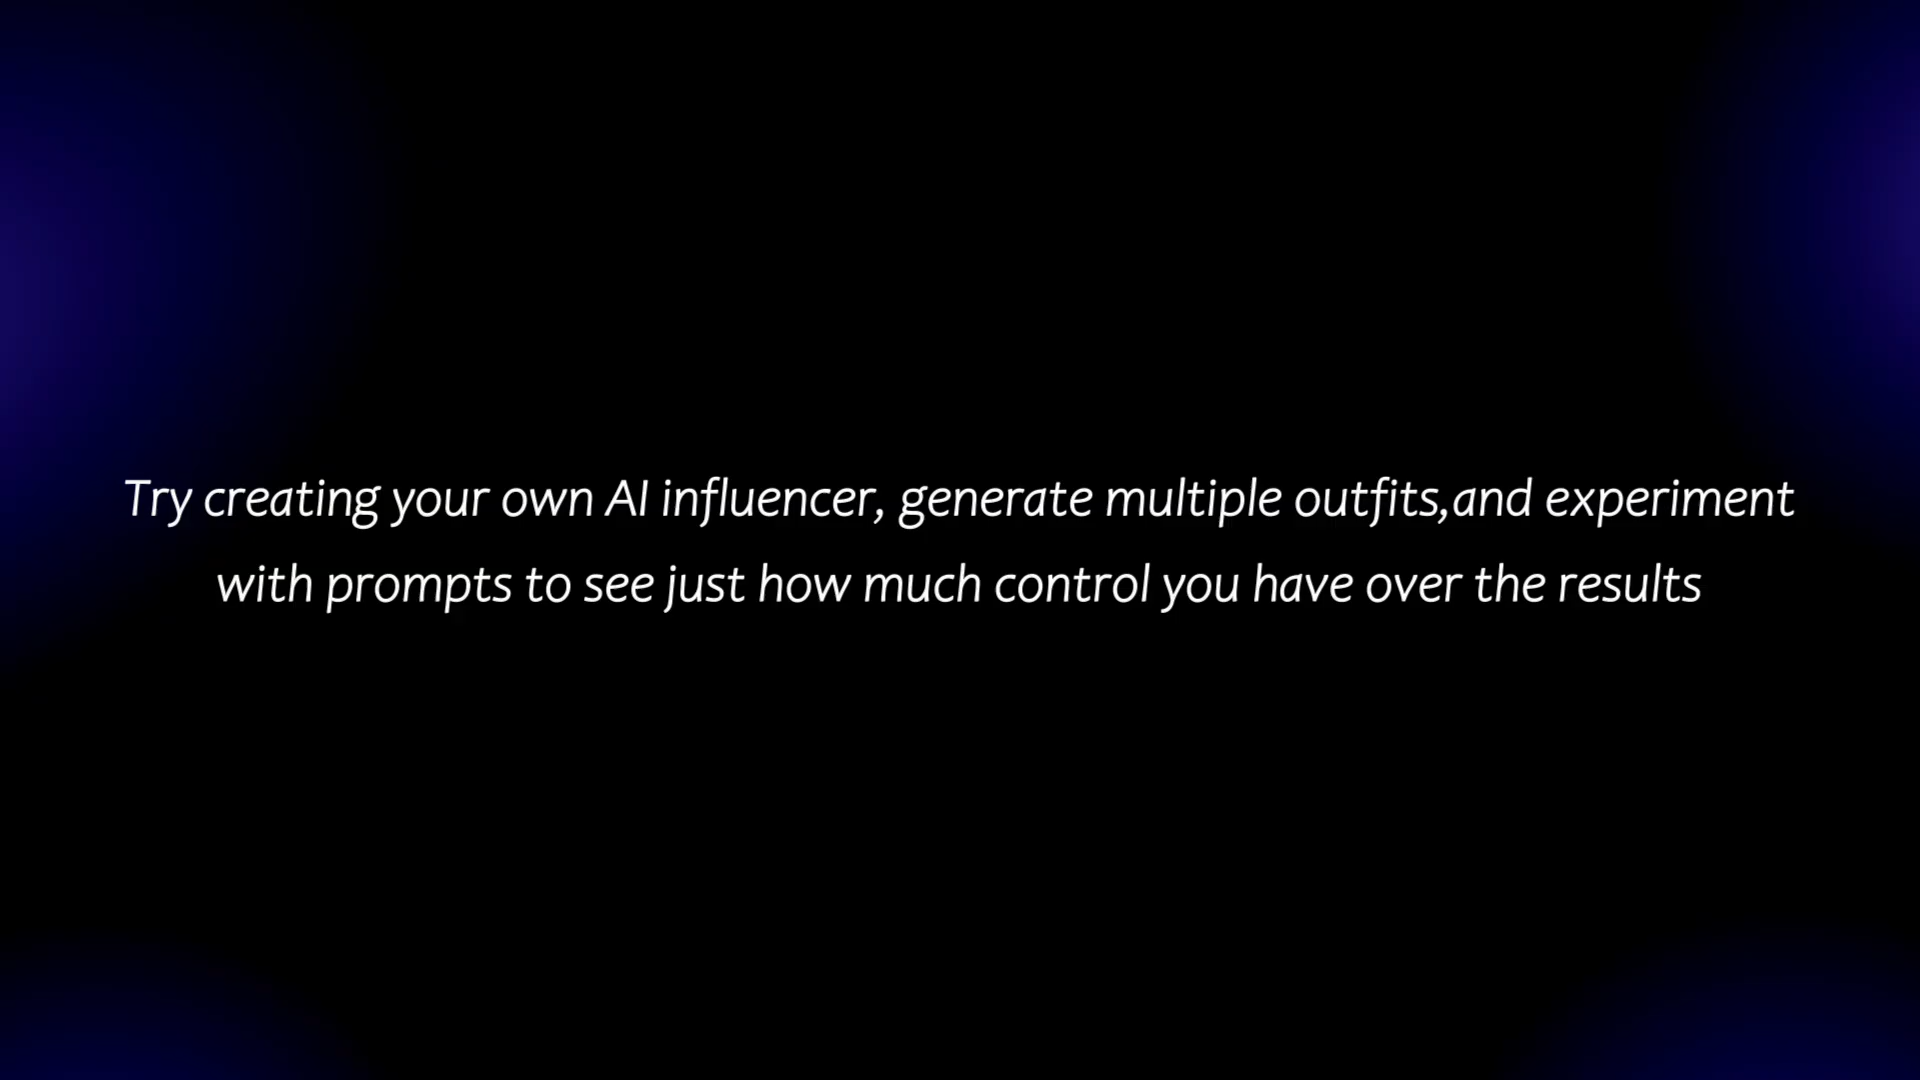 Try creating your own AI influencer, generate multiple outfits,and experiment
with prompts to see just how much control you have over the results